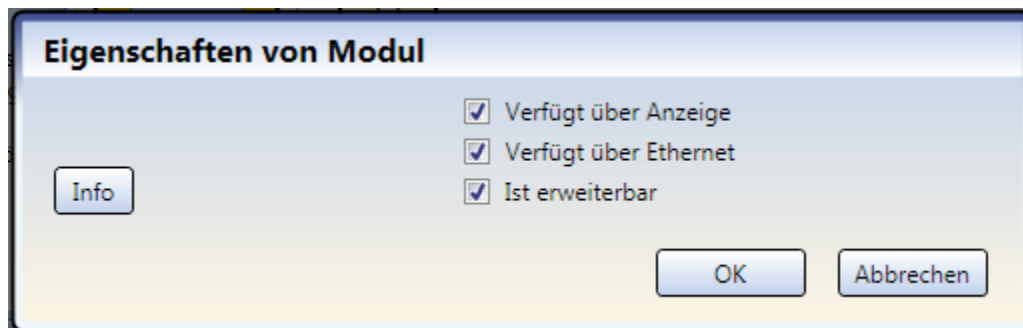 Eigenschaften von Modul
Verfügt über Anzeige
Verfügt über Ethernet
Info
Ist erweiterbar
OK
Abbrechen